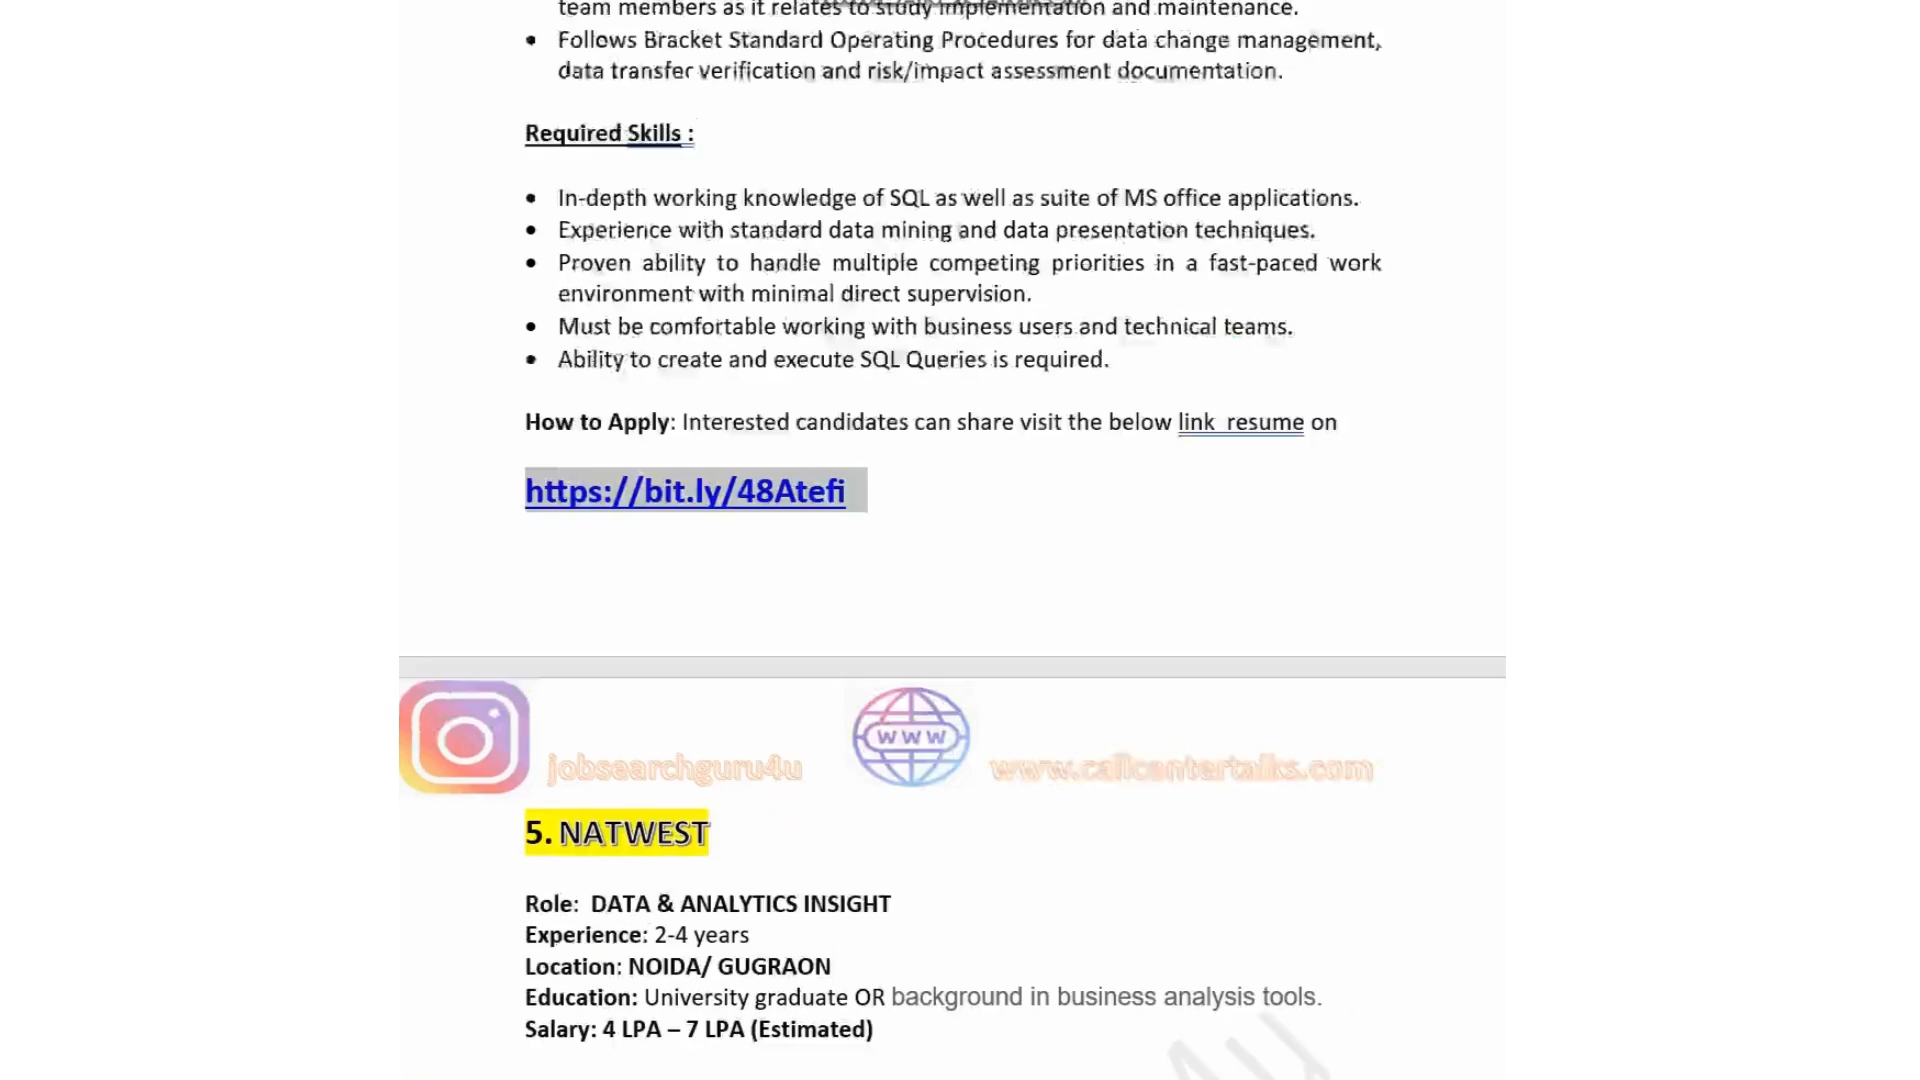 team members as it relates to study implementation and maintenance.
• Follows Bracket Standard Operating Procedures for data change management,
data transfer verification and risk/impact assessment documentation.
Required Skills :
• In-depth working knowledge of SQL as well as suite of MS office applications.
• Experience with standard data mining and data presentation techniques.
• Proven ability to handle multiple competing priorities in a fast-paced work
environment with minimal direct supervision.
• Must be comfortable working with business users and technical teams.
• Ability to create and execute SQL Queries is required.
How to Apply: Interested candidates can share visit the below link resume on
https://bit.ly/48Atefi
WWW
jobsearchguru4u www.callcentertalks.com
5. NATWEST
Role: DATA & ANALYTICS INSIGHT
Experience: 2-4 years
Location: NOIDA/ GUGRAON
Education: University graduate OR background in business analysis tools.
Salary: 4 LPA – 7 LPA (Estimated)